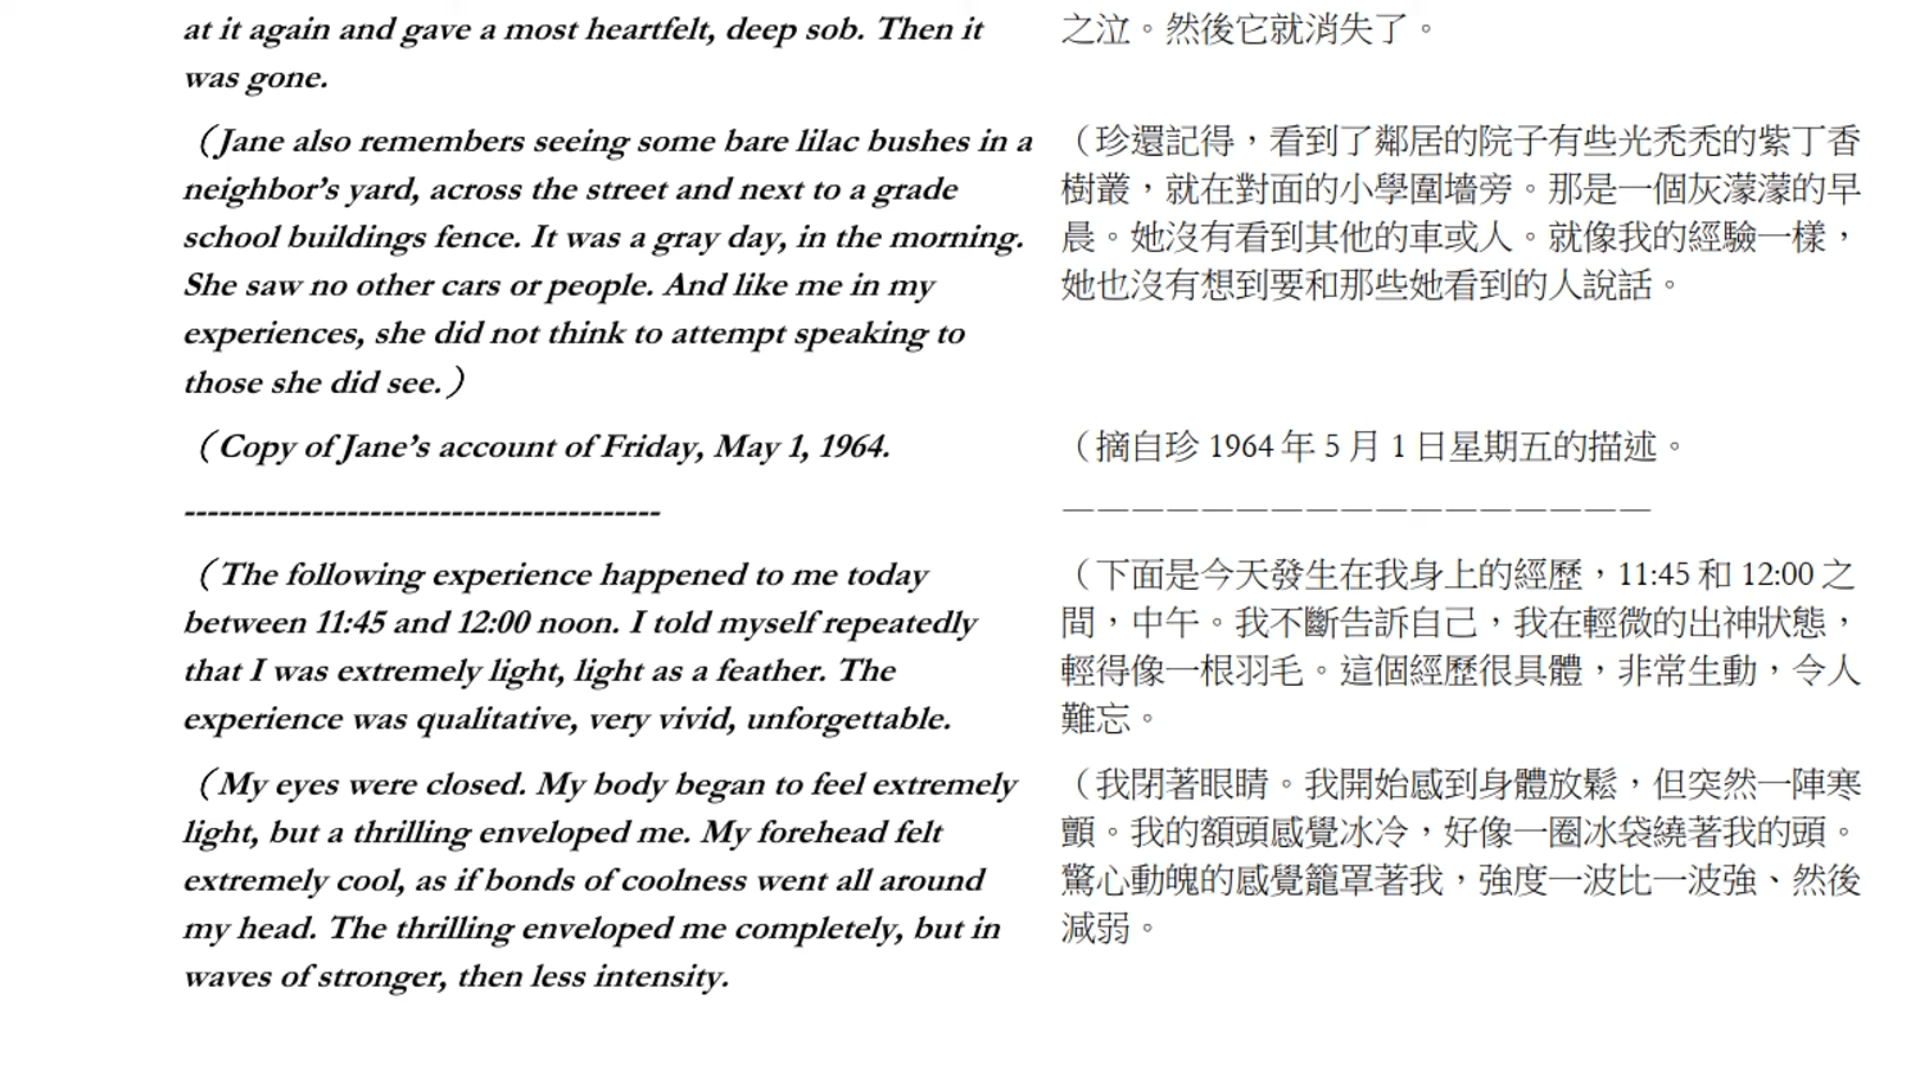 at it again and gave a most heartfelt, deep sob. Then it
was gone.
（Jane also remembers seeing some bare lilac bushes in a
neighbor’s yard, across the street and next to a grade
school buildings fence. It was a gray day, in the morning.
She saw no other cars or people. And like me in my
experiences, she did not think to attempt speaking to
those she did see.）
（Copy of Jane’s account of Friday, May 1, 1964.
-----------------------------------------
（The following experience happened to me today
between 11:45 and 12:00 noon. I told myself repeatedly
that I was extremely light, light as a feather. The
experience was qualitative, very vivid, unforgettable.
（My eyes were closed. My body began to feel extremely
light, but a thrilling enveloped me. My forehead felt
extremely cool, as if bonds of coolness went all around
my head. The thrilling enveloped me completely, but in
waves of stronger, then less intensity.
之泣。然後它就消失了。
（珍還記得，看到了鄰居的院子有些光禿禿的紫丁香
樹叢，就在對面的小學圍墻旁。那是一個灰濛濛的早
晨。她沒有看到其他的車或人。就像我的經驗一樣，
她也沒有想到要和那些她看到的人說話。
（摘自珍 1964 年 5 月 1 日星期五的描述。
—————————————————
（下面是今天發生在我身上的經歷，11:45 和 12:00 之
間，中午。我不斷告訴自己，我在輕微的出神狀態，
輕得像一根羽毛。這個經歷很具體，非常生動，令人
難忘。
（我閉著眼睛。我開始感到身體放鬆，但突然一陣寒
顫。我的額頭感覺冰冷，好像一圈冰袋繞著我的頭。
驚心動魄的感覺籠罩著我，強度一波比一波強、然後
減弱。